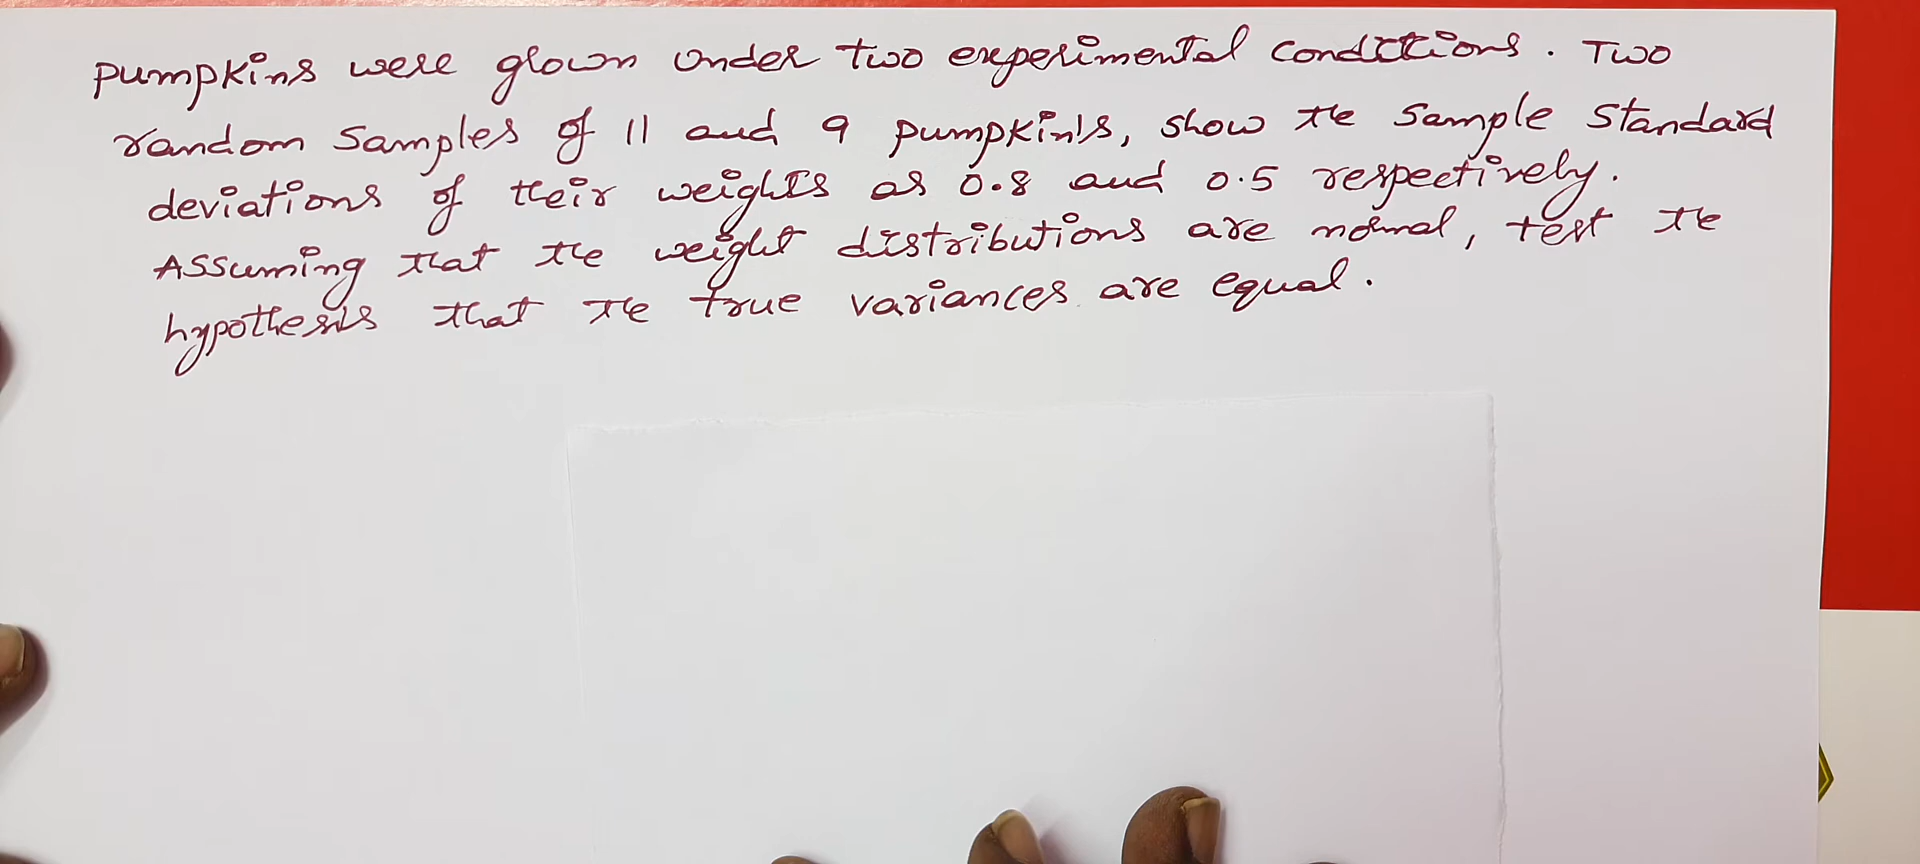 pumpkins were grown under two experimental conditions. Two
random samples of 11 and 9 pumpkin's, show the sample standard
deviations of their weights as 0.8 and 0.5 respectively.
Assuming that the weight distributions are normal, test the
hypothesis that the true variances are equal.